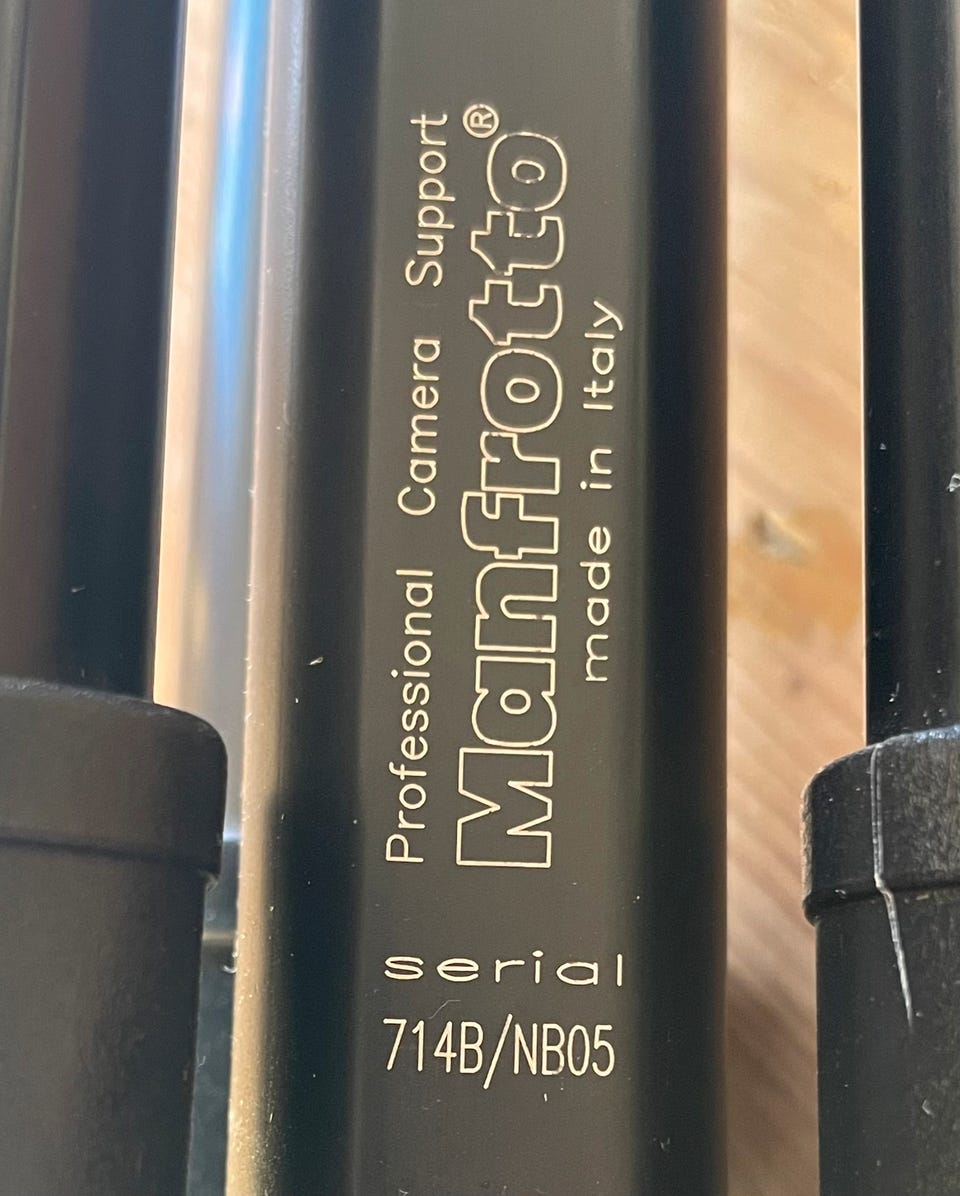 Professional Camera Support
Manfrotto®
made in Italy
serial
714B/NB05